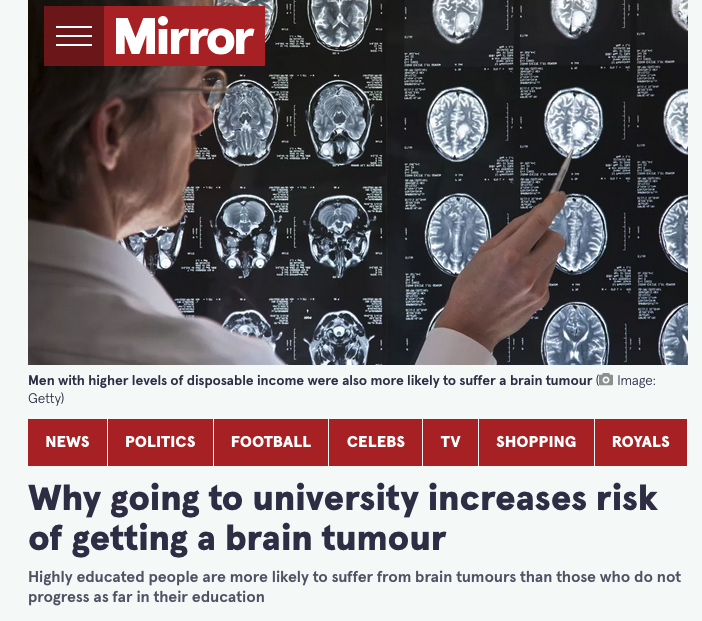 Mirror
Men with higher levels of disposable income were also more likely to suffer a brain tumour ( Image:
Getty)
NEWS POLITICS FOOTBALL CELEBS TV SHOPPING ROYALS
Why going to university increases risk
of getting a brain tumour
Highly educated people are more likely to suffer from brain tumours than those who do not
progress as far in their education